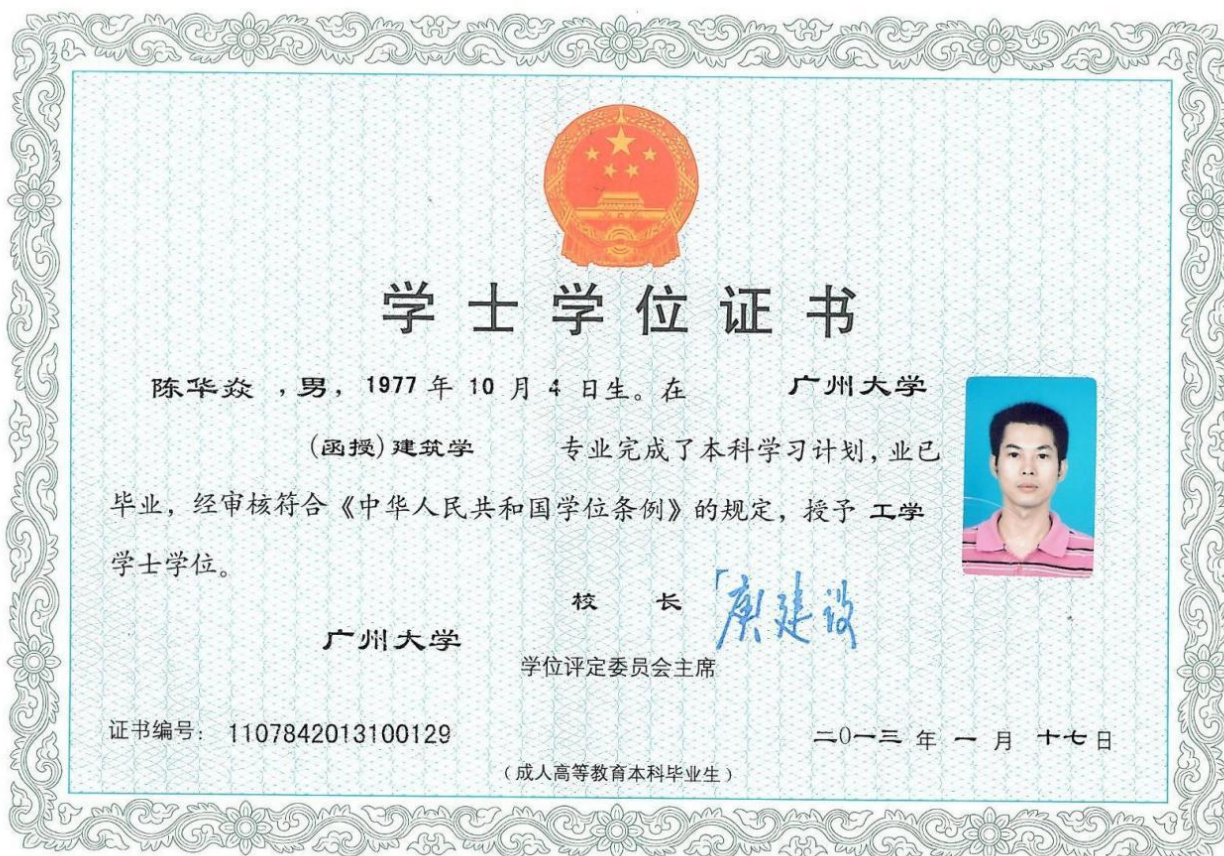 学士学位证书
陈华焱 ,男, 1977 年 10 月 4 日生。在 广州大学
(函授)建筑学 专业完成了本科学习计划, 业已
毕业, 经审核符合《中华人民共和国学位条例》的规定, 授予 工学
学士学位。
校 长 庾建设
广州大学
学位评定委员会主席
证书编号: 1107842013100129
二〇一三 年 一 月 十七 日
(成人高等教育本科毕业生)